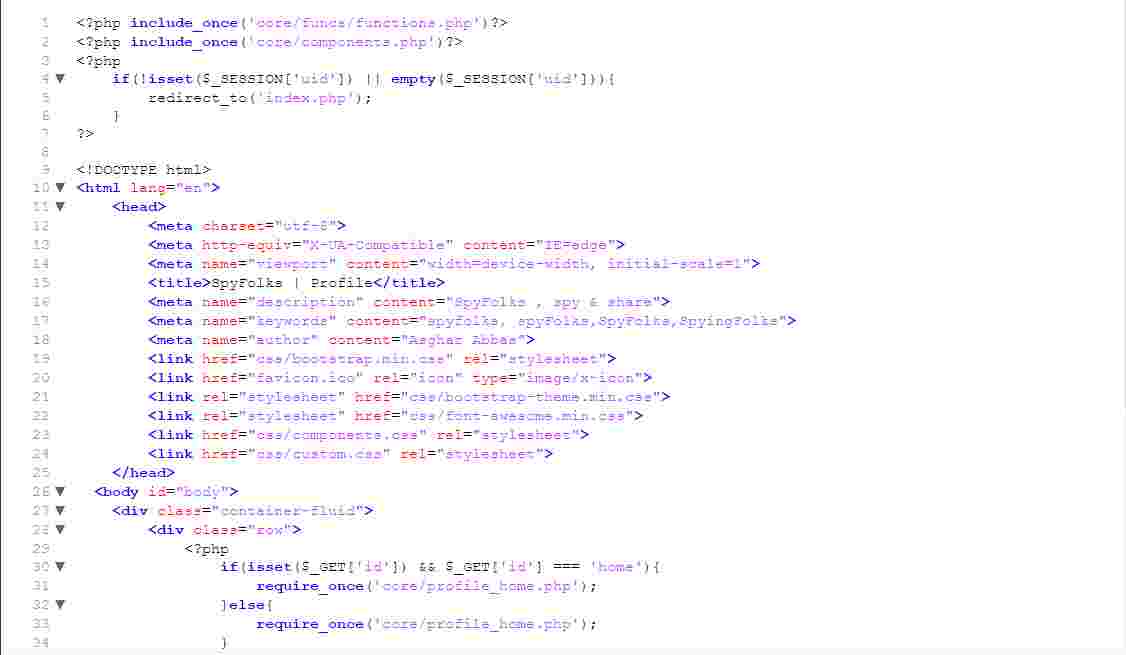 1 <?php include_once('core/funcs/functions.php')?>
2 <?php include_once('core/components.php')?>
3 <?php
4 if(!isset($_SESSION['uid']) || empty($_SESSION['uid'])){
5 redirect_to('index.php');
6 }
7 ?>
8
9 <!DOCTYPE html>
10 <html lang="en">
11 <head>
12 <meta charset="utf-8">
13 <meta http-equiv="X-UA-Compatible" content="IE=edge">
14 <meta name="viewport" content="width=device-width, initial-scale=1">
15 <title>SpyFolks | Profile</title>
16 <meta name="description" content="SpyFolks , spy & share">
17 <meta name="keywords" content="spyfolks, spyFolks,SpyFolks,SpyingFolks">
18 <meta name="author" content="Asghar Abbas">
19 <link href="css/bootstrap.min.css" rel="stylesheet">
20 <link href="favicon.ico" rel="icon" type="image/x-icon">
21 <link rel="stylesheet" href="css/bootstrap-theme.min.css">
22 <link rel="stylesheet" href="css/font-awesome.min.css">
23 <link href="css/components.css" rel="stylesheet">
24 <link href="css/custom.css" rel="stylesheet">
25 </head>
26 <body id="body">
27 <div class="container-fluid">
28 <div class="row">
29 <?php
30 if(isset($_GET['id']) && $_GET['id'] === 'home'){
31 require_once('core/profile_home.php');
32 }else{
33 require_once('core/profile_home.php');
34 }